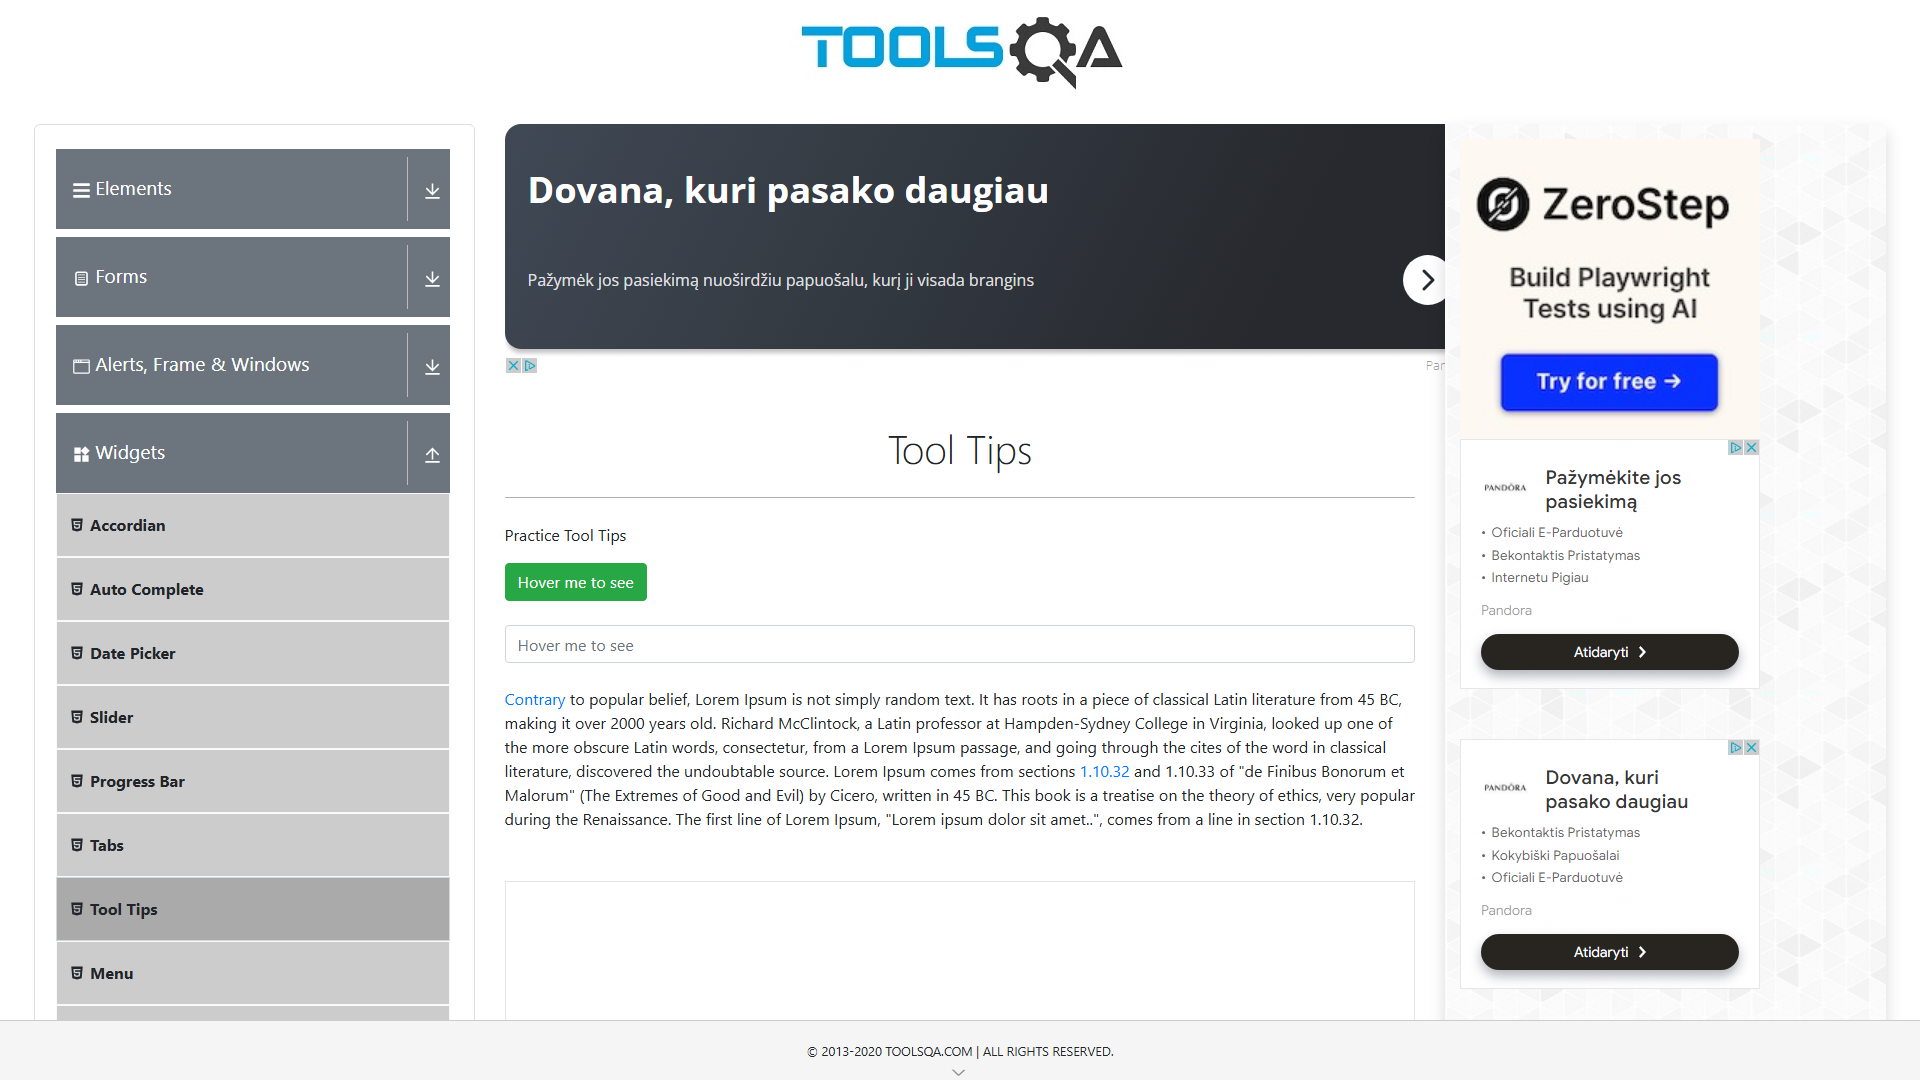 TOOLSQA
Elements
Forms
Alerts, Frame & Windows
Widgets
Accordian
Auto Complete
Date Picker
Slider
Progress Bar
Tabs
Tool Tips
Menu
Dovana, kuri pasako daugiau
Pažymėk jos pasiekimą nuoširdžiu papuošalu, kurį ji visada brangins
Par
Tool Tips
Practice Tool Tips
Hover me to see
Hover me to see
Contrary to popular belief, Lorem Ipsum is not simply random text. It has roots in a piece of classical Latin literature from 45 BC,
making it over 2000 years old. Richard McClintock, a Latin professor at Hampden-Sydney College in Virginia, looked up one of
the more obscure Latin words, consectetur, from a Lorem Ipsum passage, and going through the cites of the word in classical
literature, discovered the undoubtable source. Lorem Ipsum comes from sections 1.10.32 and 1.10.33 of "de Finibus Bonorum et
Malorum" (The Extremes of Good and Evil) by Cicero, written in 45 BC. This book is a treatise on the theory of ethics, very popular
during the Renaissance. The first line of Lorem Ipsum, "Lorem ipsum dolor sit amet..", comes from a line in section 1.10.32.
ZeroStep
Build Playwright
Tests using AI
Try for free →
PANDÖRA
Pažymėkite jos
pasiekimą
• Oficiali E-Parduotuvė
• Bekontaktis Pristatymas
• Internetu Pigiau
Pandora
Atidaryti
PANDÖRA
Dovana, kuri
pasako daugiau
• Bekontaktis Pristatymas
• Kokybiški Papuošalai
• Oficiali E-Parduotuvė
Pandora
Atidaryti
© 2013-2020 TOOLSQA.COM | ALL RIGHTS RESERVED.